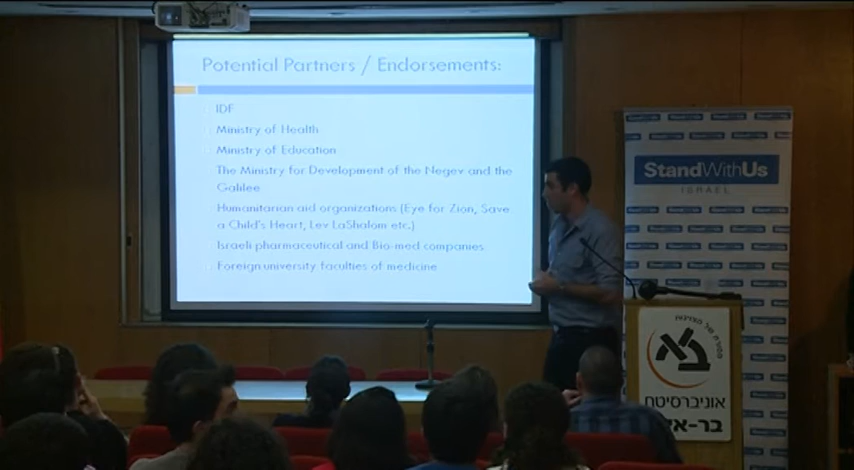 Potential Partners / Endorsements:
IDF
Ministry of Health
Ministry of Education
The Ministry for Development of the Negev and the
Galilee
Humanitarian aid organizations (Eye for Zion, Save
a Child's Heart, Lev LaShalom etc.)
Israeli pharmaceutical and Bio-med companies
Foreign university faculties of medicine
StandWithUs
ISRAEL
אוניברסיטת
בר-אי